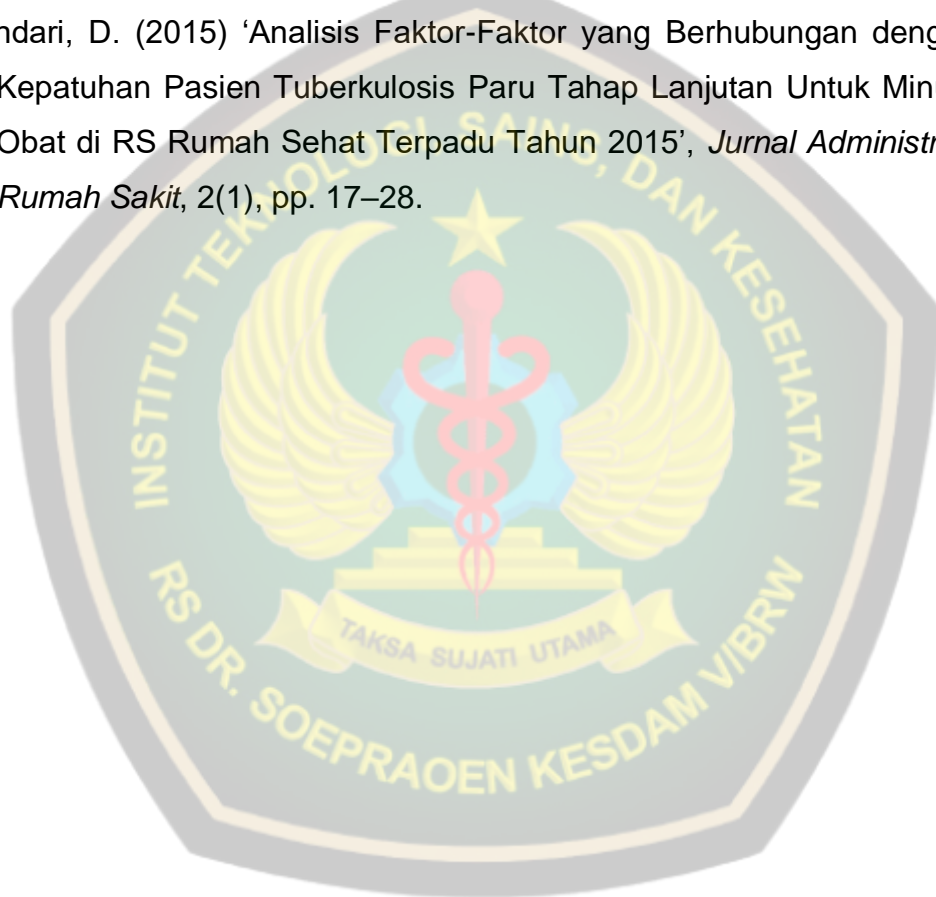 ndari, D. (2015) ‘Analisis Faktor-Faktor yang Berhubungan deng
Kepatuhan Pasien Tuberkulosis Paru Tahap Lanjutan Untuk Minu
Obat di RS Rumah Sehat Terpadu Tahun 2015’, Jurnal Administr
Rumah Sakit, 2(1), pp. 17–28.
INSTITUT TEKNOLOGI, SAINS, DAN KESEHATAN
TAKSA SUJATI UTAMA
RS DR. SOEPRAOEN KESDAM V/BRW